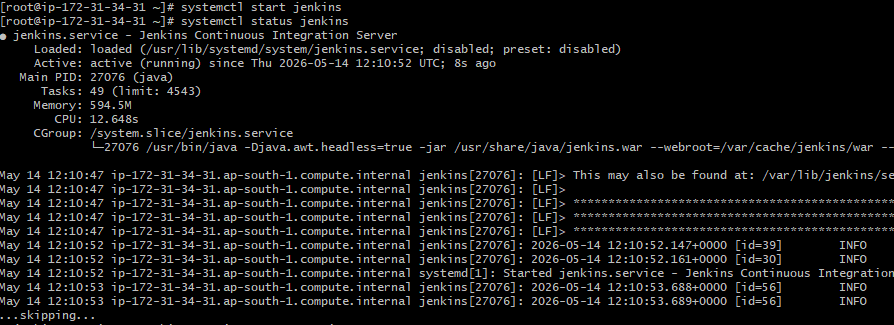 [root@ip-172-31-34-31 ~]# systemctl start jenkins
[root@ip-172-31-34-31 ~]# systemctl status jenkins
● jenkins.service - Jenkins Continuous Integration Server
     Loaded: loaded (/usr/lib/systemd/system/jenkins.service; disabled; preset: disabled)
     Active: active (running) since Thu 2026-05-14 12:10:52 UTC; 8s ago
   Main PID: 27076 (java)
      Tasks: 49 (limit: 4543)
     Memory: 594.5M
        CPU: 12.648s
     CGroup: /system.slice/jenkins.service
             └─27076 /usr/bin/java -Djava.awt.headless=true -jar /usr/share/java/jenkins.war --webroot=/var/cache/jenkins/war --
May 14 12:10:47 ip-172-31-34-31.ap-south-1.compute.internal jenkins[27076]: [LF]> This may also be found at: /var/lib/jenkins/se
May 14 12:10:47 ip-172-31-34-31.ap-south-1.compute.internal jenkins[27076]: [LF]>
May 14 12:10:47 ip-172-31-34-31.ap-south-1.compute.internal jenkins[27076]: [LF]> **********************************************
May 14 12:10:47 ip-172-31-34-31.ap-south-1.compute.internal jenkins[27076]: [LF]> **********************************************
May 14 12:10:47 ip-172-31-34-31.ap-south-1.compute.internal jenkins[27076]: [LF]> **********************************************
May 14 12:10:52 ip-172-31-34-31.ap-south-1.compute.internal jenkins[27076]: 2026-05-14 12:10:52.147+0000 [id=39]        INFO
May 14 12:10:52 ip-172-31-34-31.ap-south-1.compute.internal jenkins[27076]: 2026-05-14 12:10:52.161+0000 [id=30]        INFO
May 14 12:10:52 ip-172-31-34-31.ap-south-1.compute.internal systemd[1]: Started jenkins.service - Jenkins Continuous Integration
May 14 12:10:53 ip-172-31-34-31.ap-south-1.compute.internal jenkins[27076]: 2026-05-14 12:10:53.688+0000 [id=56]        INFO
May 14 12:10:53 ip-172-31-34-31.ap-south-1.compute.internal jenkins[27076]: 2026-05-14 12:10:53.689+0000 [id=56]        INFO
...skipping...